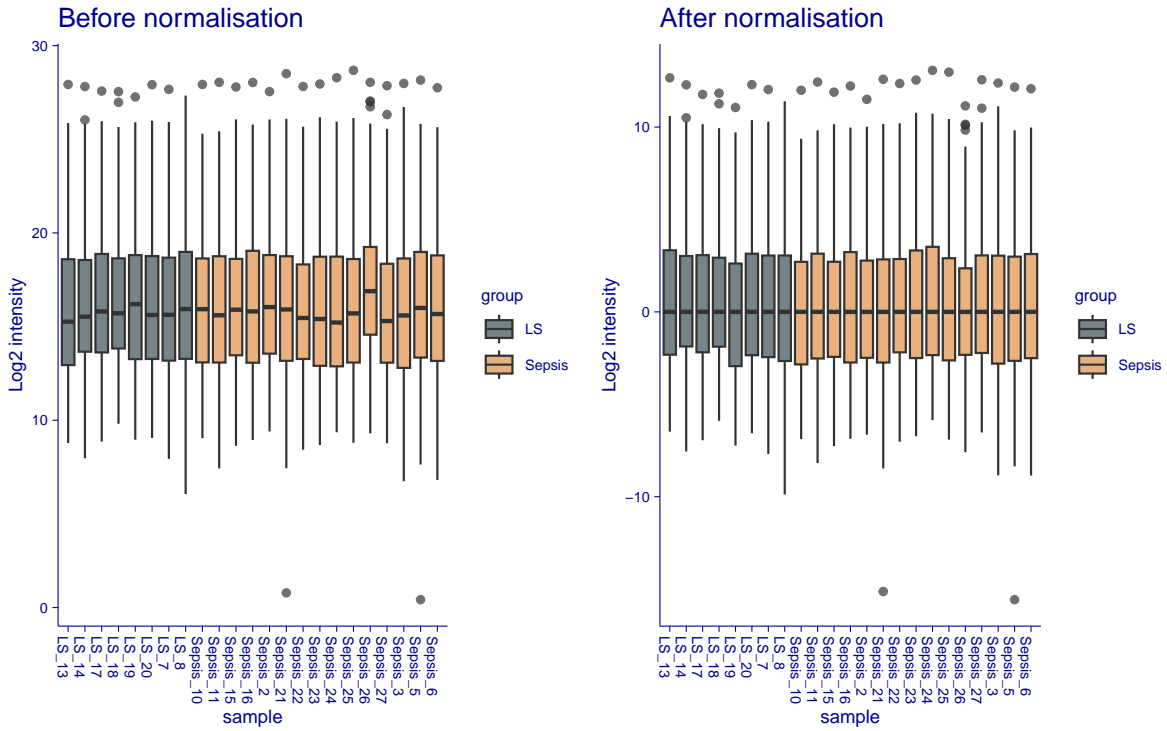 Before normalisation
Log2 intensity
30
20
10
0
LS_13
LS_14
LS_17
LS_18
LS_19
LS_20
LS_7
LS_8
Sepsis_10
Sepsis_11
Sepsis_15
Sepsis_16
Sepsis_2
Sepsis_21
Sepsis_22
Sepsis_23
Sepsis_24
Sepsis_25
Sepsis_26
Sepsis_27
Sepsis_3
Sepsis_5
Sepsis_6
sample
group
LS
Sepsis
After normalisation
Log2 intensity
10
0
−10
LS_13
LS_14
LS_17
LS_18
LS_19
LS_20
LS_7
LS_8
Sepsis_10
Sepsis_11
Sepsis_15
Sepsis_16
Sepsis_2
Sepsis_21
Sepsis_22
Sepsis_23
Sepsis_24
Sepsis_25
Sepsis_26
Sepsis_27
Sepsis_3
Sepsis_5
Sepsis_6
sample
group
LS
Sepsis